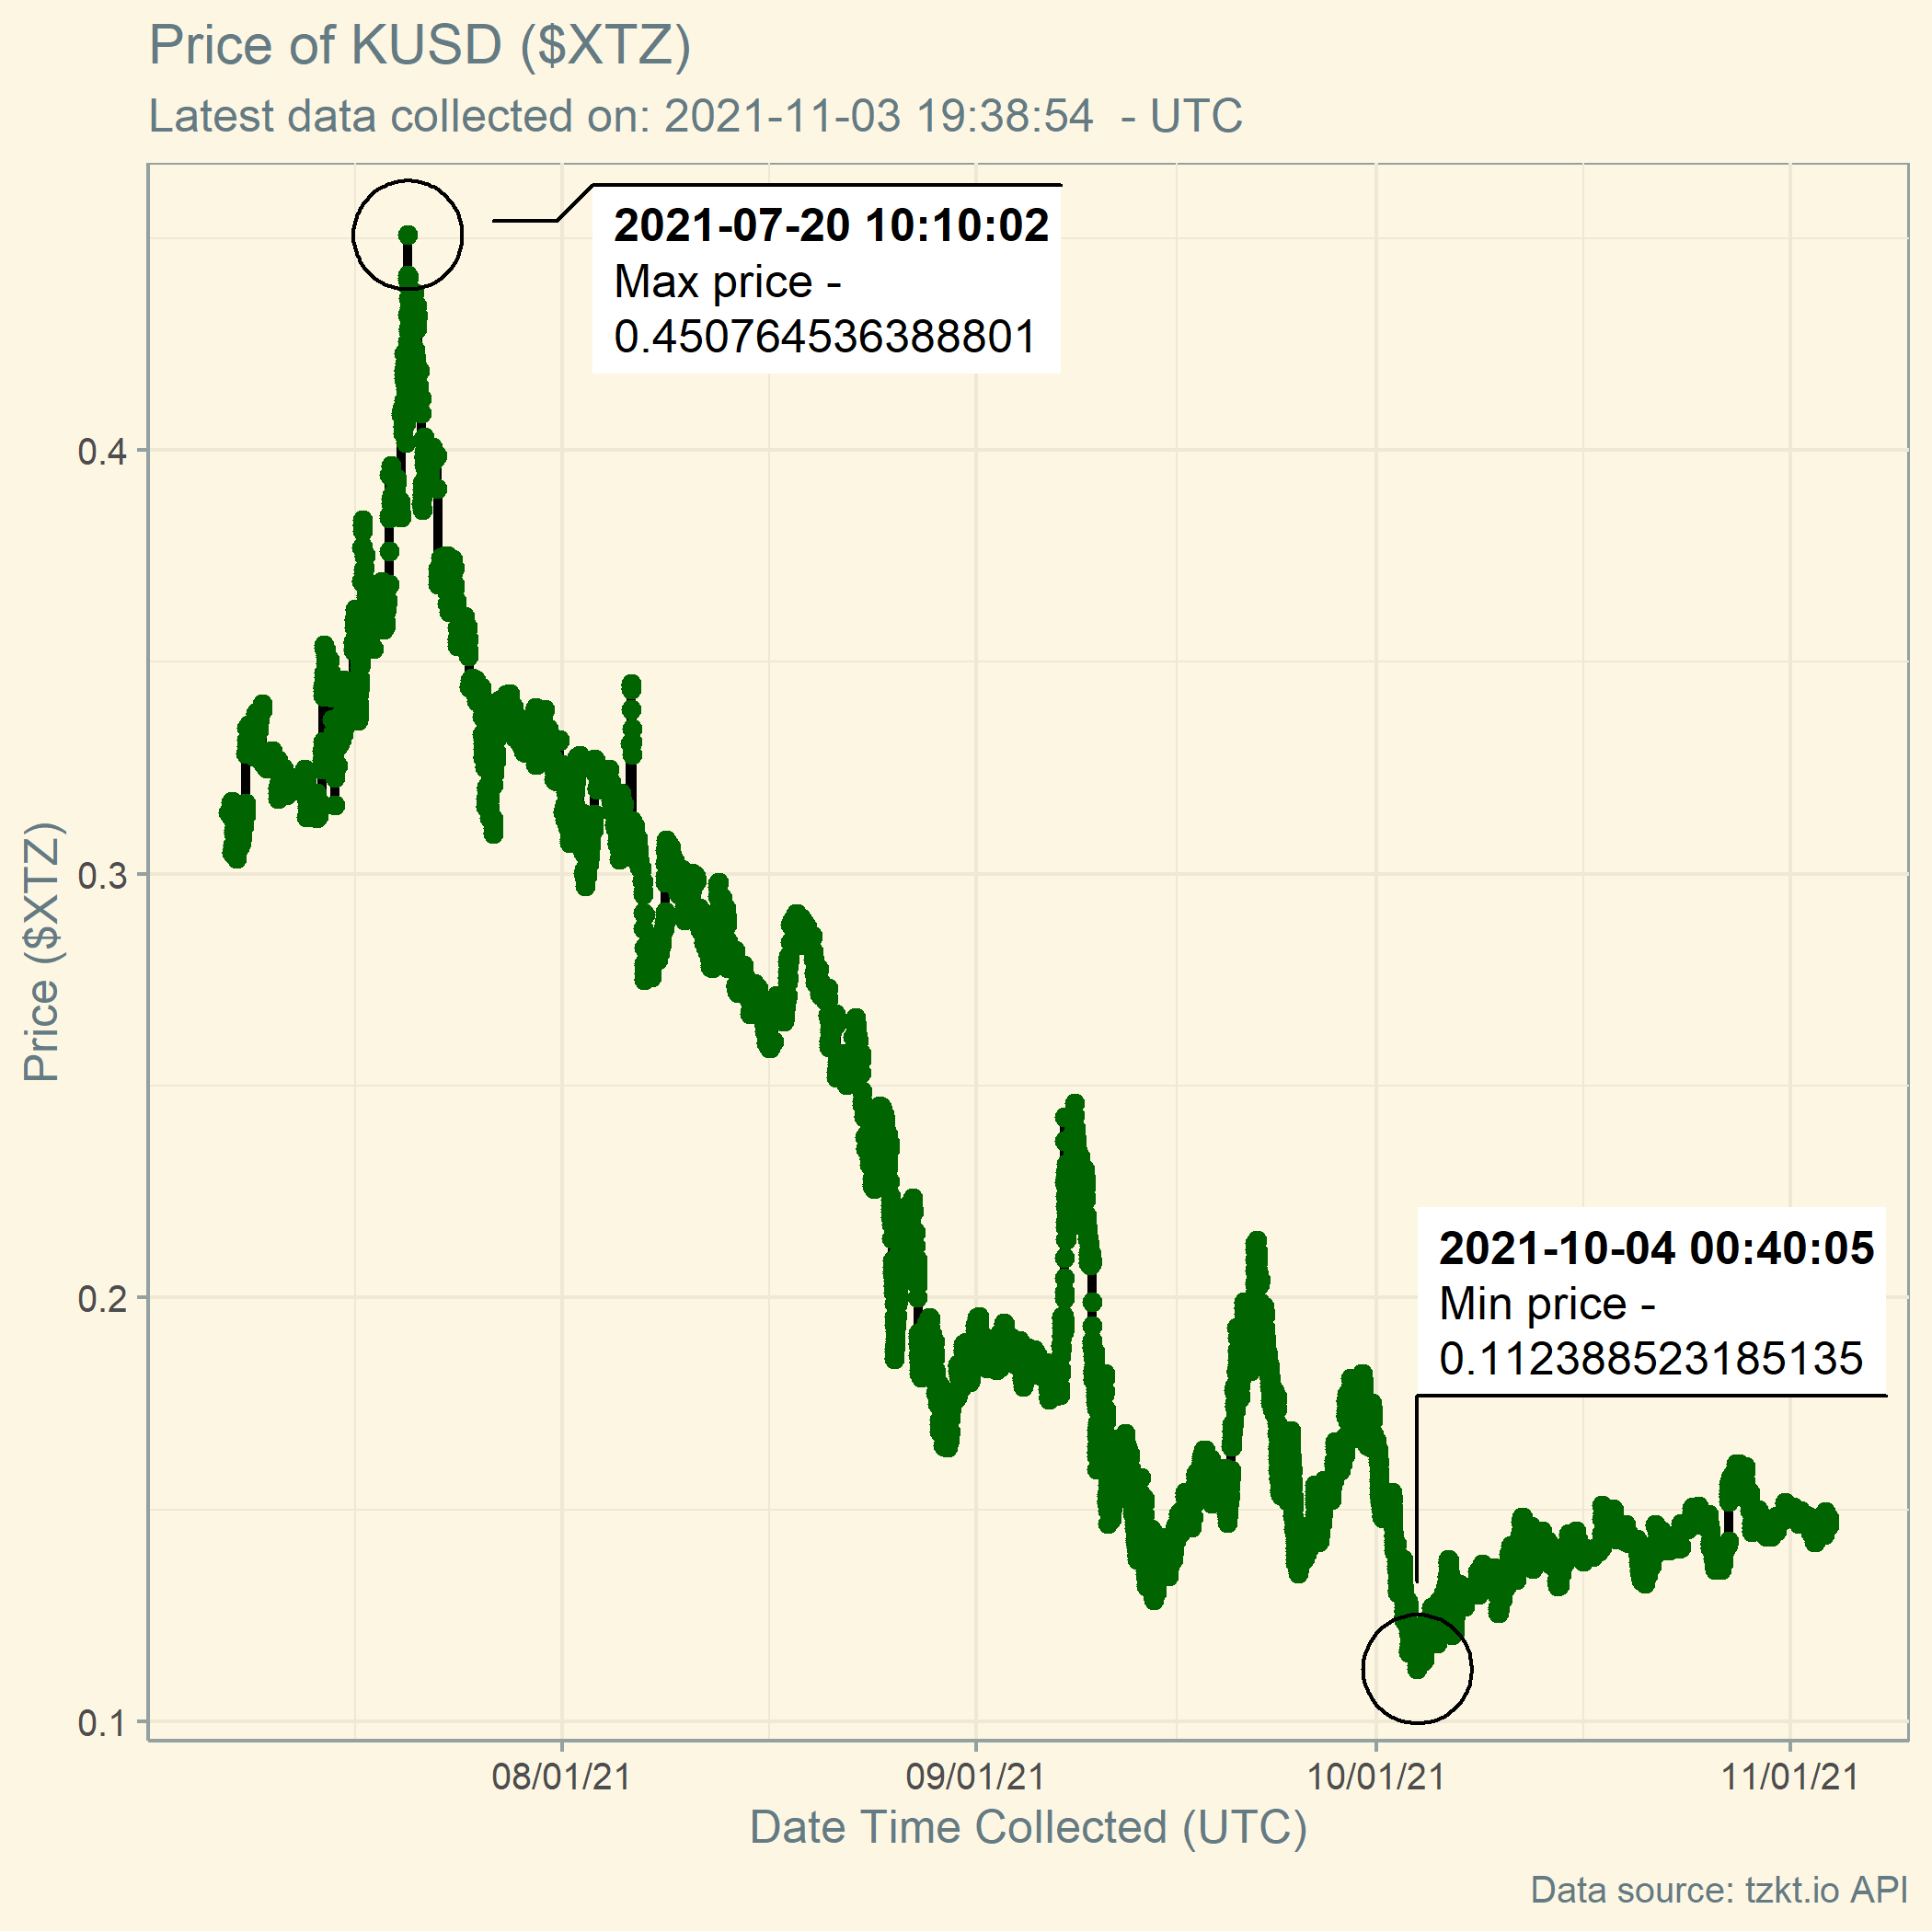 Price of KUSD ($XTZ)
Latest data collected on: 2021-11-03 19:38:54  - UTC
2021-07-20 10:10:02
Max price -
0.450764536388801
0.4
0.3
0.2
0.1
Price ($XTZ)
2021-10-04 00:40:05
Min price -
0.112388523185135
08/01/21
09/01/21
10/01/21
11/01/21
Date Time Collected (UTC)
Data source: tzkt.io API